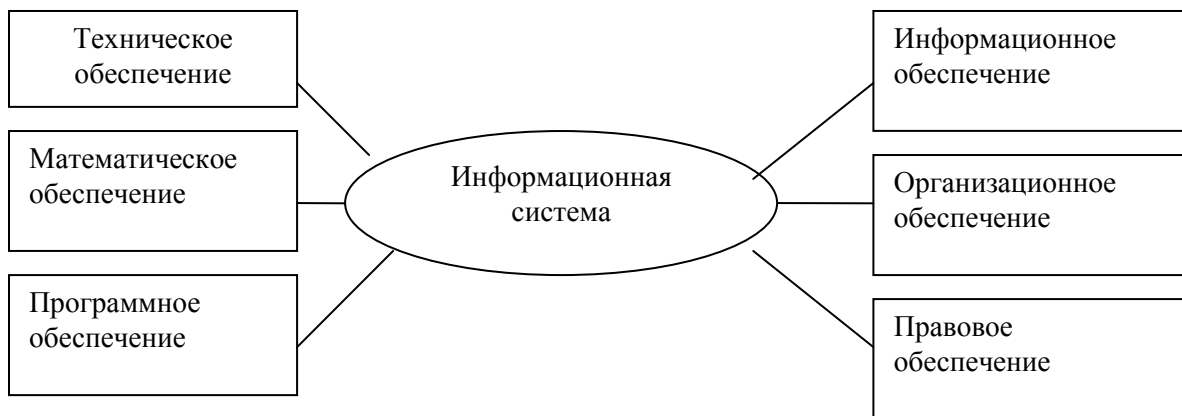 Техническое
обеспечение
Математическое
обеспечение
Программное
обеспечение
Информационная
система
Информационное
обеспечение
Организационное
обеспечение
Правовое
обеспечение